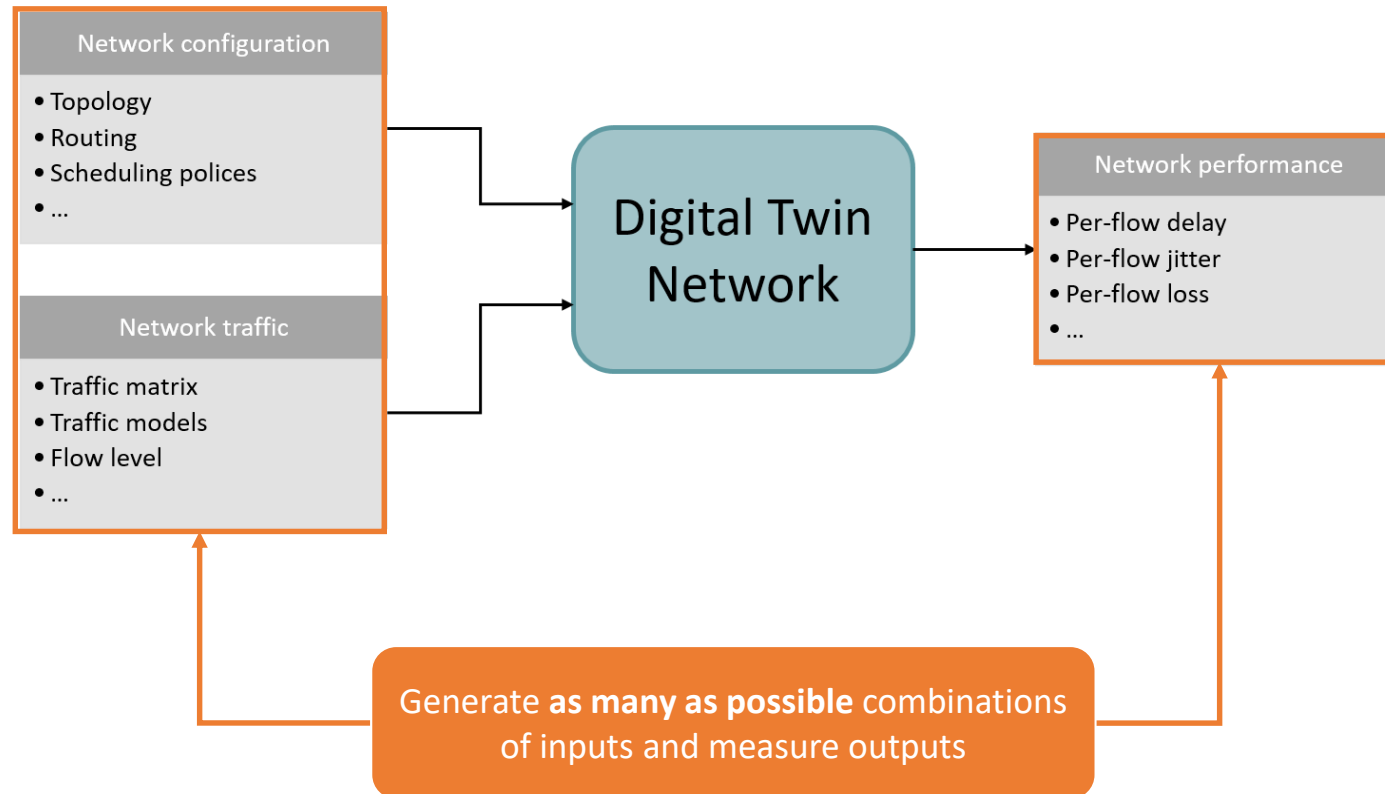 Network configuration
• Topology
• Routing
• Scheduling polices
• ...
Network traffic
• Traffic matrix
• Traffic models
• Flow level
• ...
Digital Twin
Network
Network performance
• Per-flow delay
• Per-flow jitter
• Per-flow loss
• ...
Generate as many as possible combinations
of inputs and measure outputs